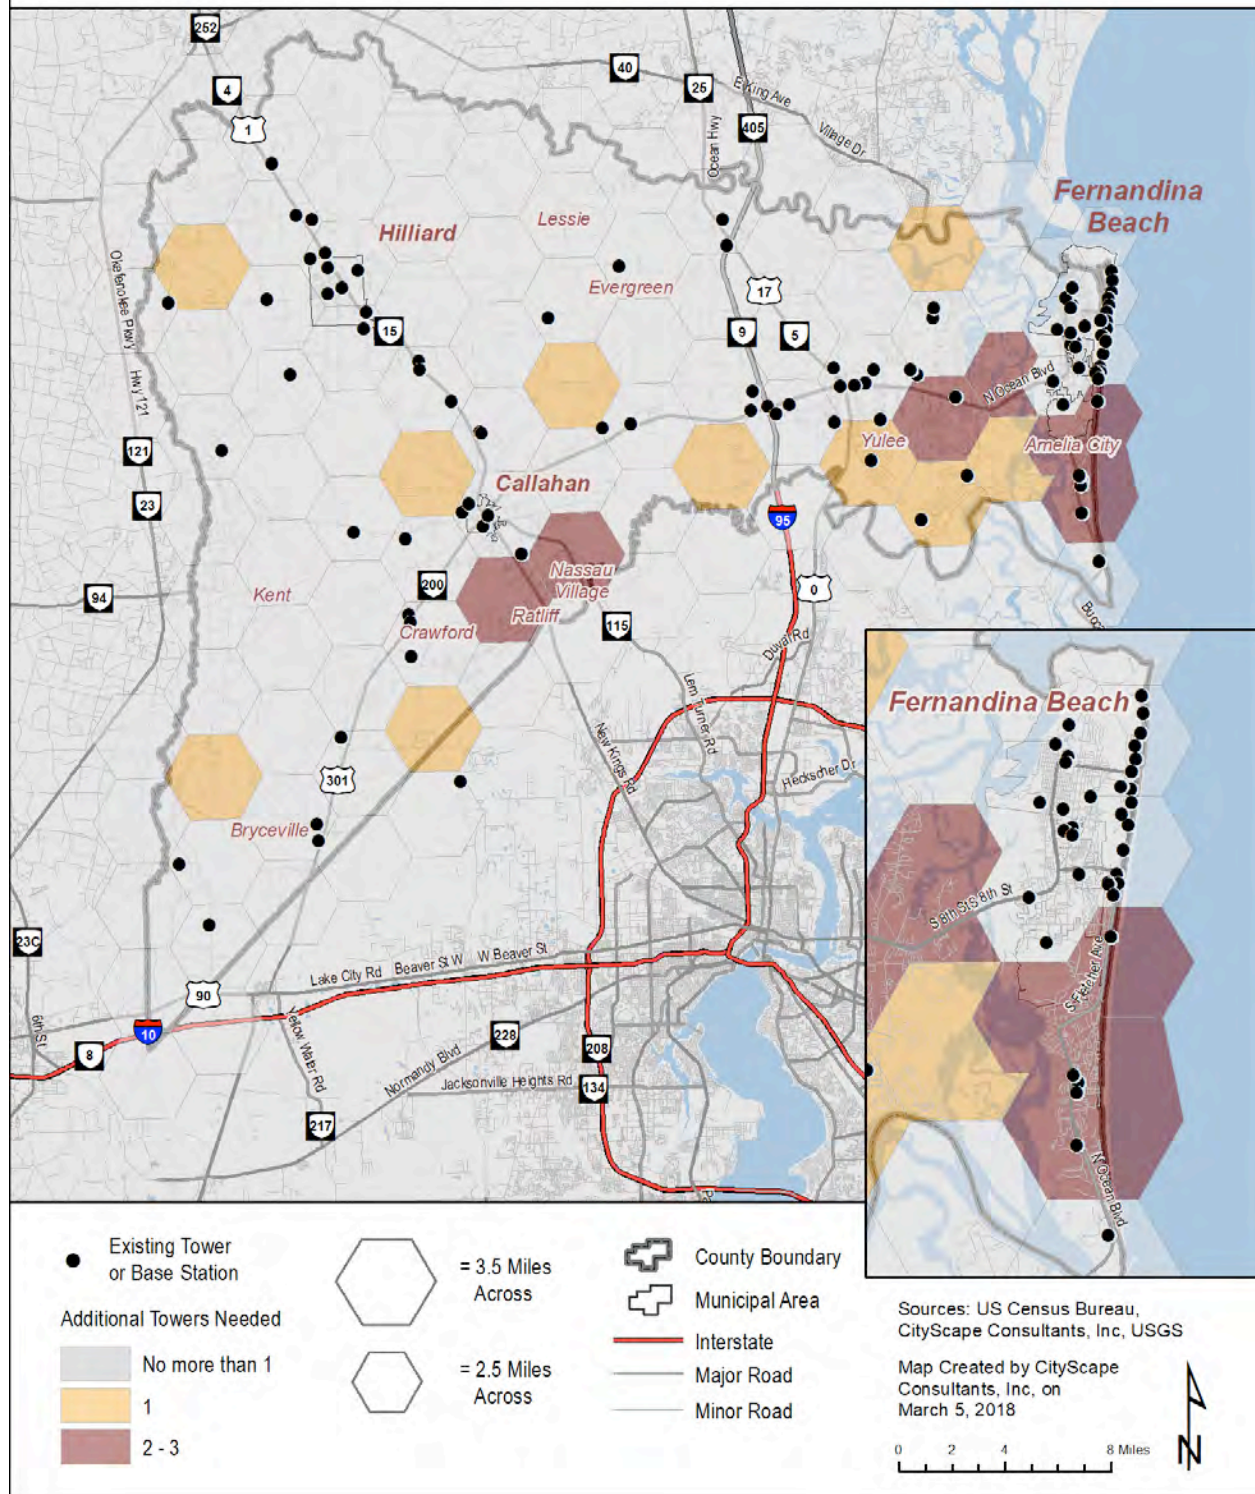 252
40
4
25
E King Ave
1
405
Village Dr
Ocean Hwy
Fernandina
Beach
Lessie
Hilliard
Okefenokee Pkwy
Evergreen
17
15
9
5
N Ocean Blvd
Hwy 121
Yulee
Amelia City
121
Callahan
23
95
Nassau
Village
94
200
0
Kent
Ratliff
Crawford
115
Duval Rd
Lem Turner Rd
New Kings Rd
Heckscher Dr
301
Bryceville
23C
W Beaver St
Beaver St W
Lake City Rd
90
6th St
10
Yellow Water Rd
228
8
208
Normandy Blvd
Jacksonville Heights Rd
134
217
Fernandina Beach
S 8th St
S 8th St
S Fletcher Ave
N Ocean Blvd
Existing Tower
or Base Station
Additional Towers Needed
No more than 1
1
2 - 3
= 3.5 Miles
Across
= 2.5 Miles
Across
County Boundary
Municipal Area
Interstate
Major Road
Minor Road
Sources: US Census Bureau,
CityScape Consultants, Inc, USGS
Map Created by CityScape
Consultants, Inc, on
March 5, 2018
0 2 4 8 Miles
N